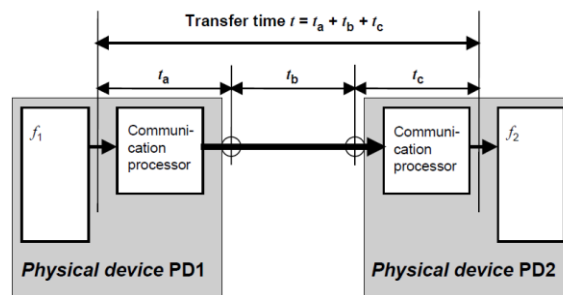 Transfer time t = ta + tb + tc
ta
tb
tc
f1
Communi-
cation
processor
Communi-
cation
processor
f2
Physical device PD1
Physical device PD2